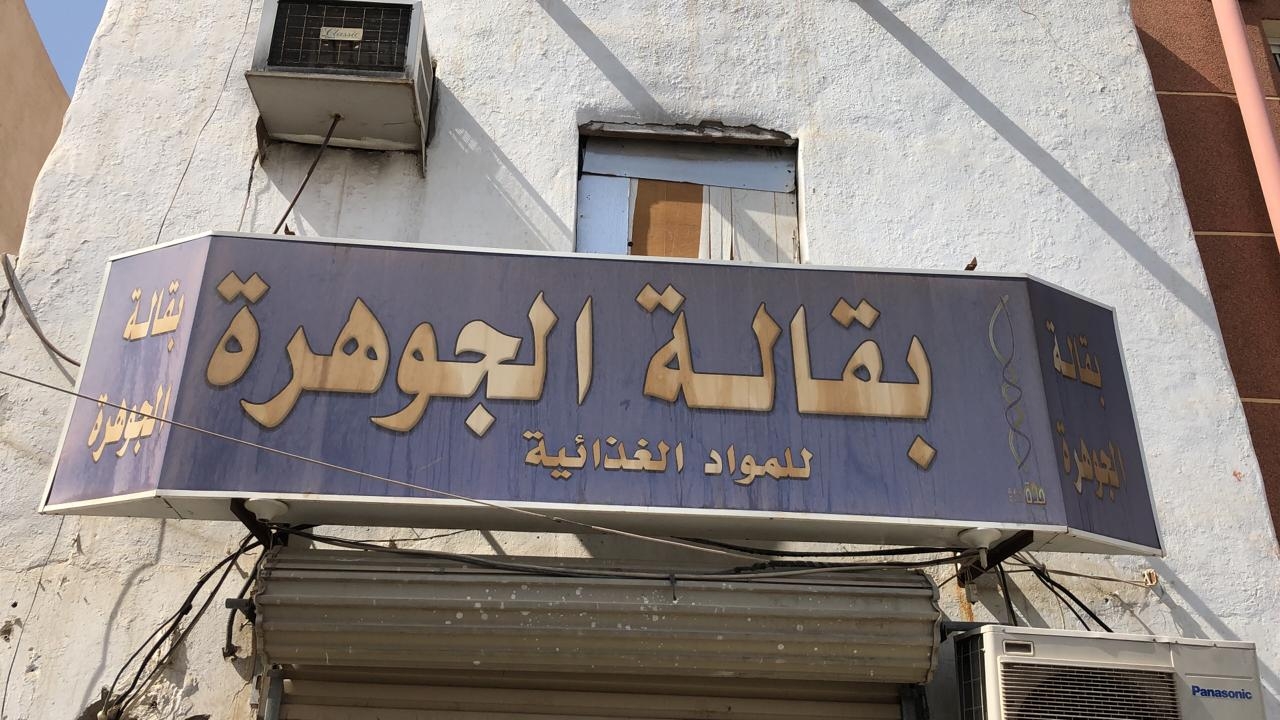 Classic
بقالة الجوهرة
للمواد الغذائية
بقالة
الجوهرة
بقالة
الجوهرة
Panasonic